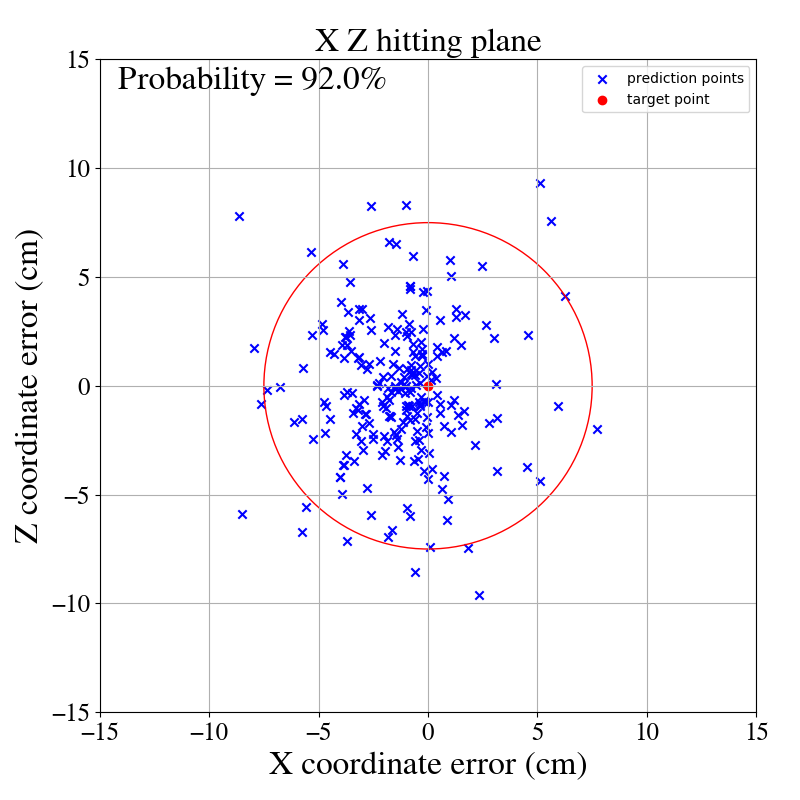 X Z hitting plane
Probability = 92.0%
prediction points
target point
15
10
5
0
−5
−10
−15
Z coordinate error (cm)
−15
−10
−5
0
5
10
15
X coordinate error (cm)